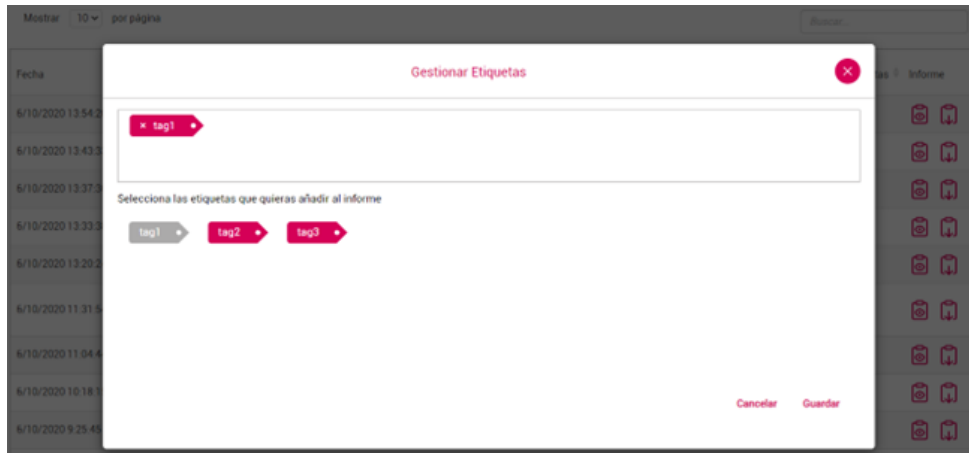 Mostrar 10 por página
Buscar...
Gestionar Etiquetas
Fecha
Informe
6/10/2020 13:54:2
× tag1
6/10/2020 13:43:3
6/10/2020 13:37:3
Selecciona las etiquetas que quieras añadir al informe
6/10/2020 13:33:3
tag1 tag2 tag3
6/10/2020 13:20:2
6/10/2020 11:31:5
6/10/2020 11:04:4
6/10/2020 10:18:1
Cancelar Guardar
6/10/2020 9:25:45